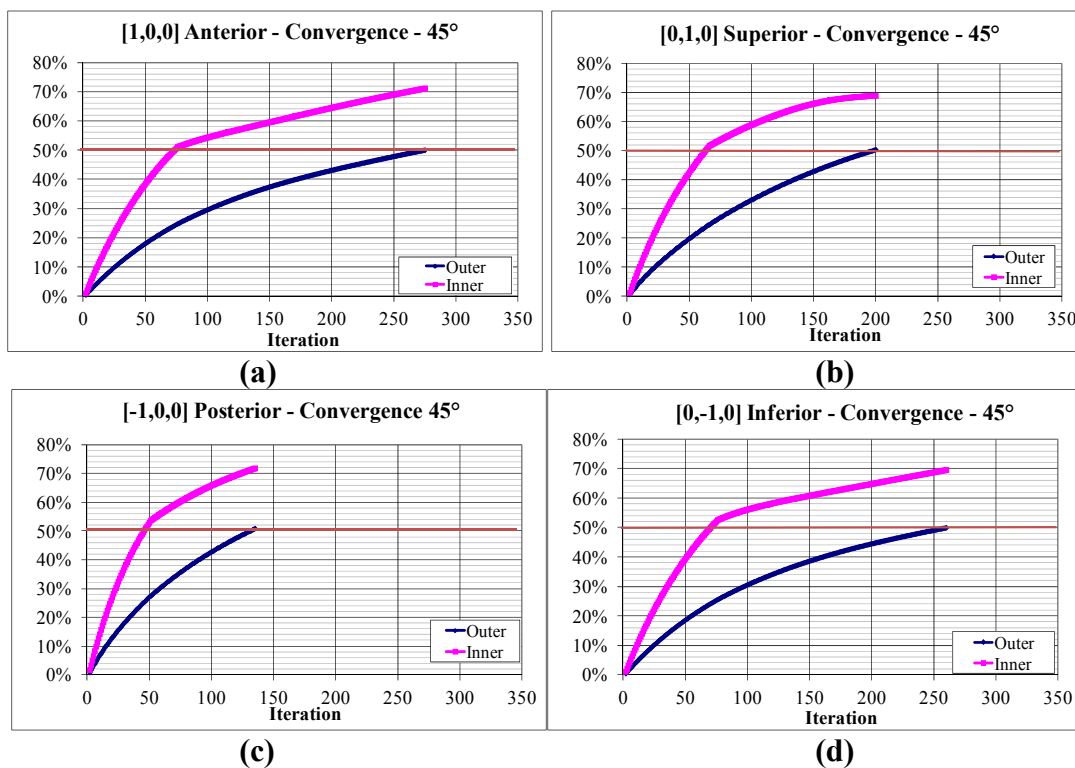 [1,0,0] Anterior - Convergence - 45°
80%
70%
60%
50%
40%
30%
20%
10%
0%
0 50 100 150 200 250 300 350
Iteration
Outer
Inner
(a)
[0,1,0] Superior - Convergence - 45°
80%
70%
60%
50%
40%
30%
20%
10%
0%
0 50 100 150 200 250 300 350
Iteration
Outer
Inner
(b)
[-1,0,0] Posterior - Convergence 45°
80%
70%
60%
50%
40%
30%
20%
10%
0%
0 50 100 150 200 250 300 350
Iteration
Outer
Inner
(c)
[0,-1,0] Inferior - Convergence - 45°
80%
70%
60%
50%
40%
30%
20%
10%
0%
0 50 100 150 200 250 300 350
Iteration
Outer
Inner
(d)